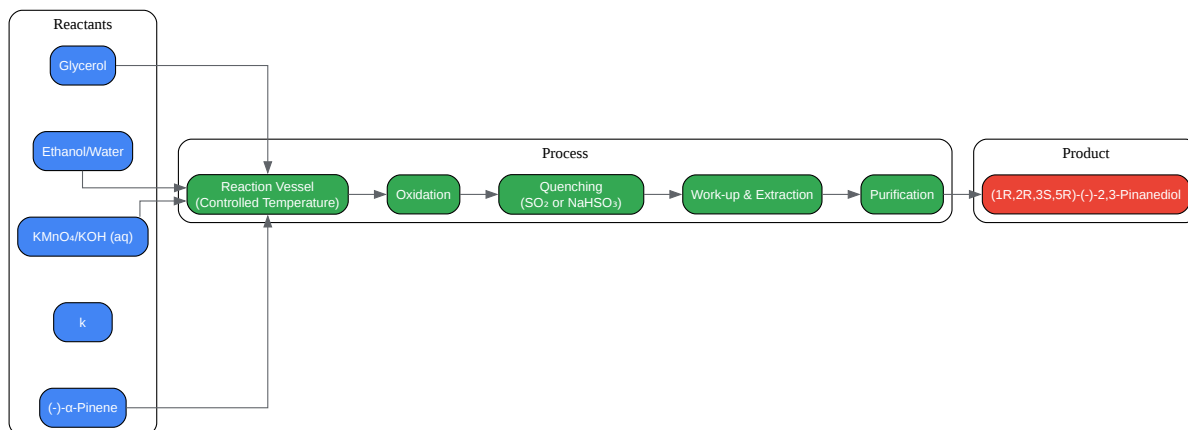 Reactants
Glycerol
Ethanol/Water
KMnO₄/KOH (aq)
k
(-)-α-Pinene
Process
Reaction Vessel
(Controlled Temperature)
Oxidation
Quenching
(SO₂ or NaHSO₃)
Work-up & Extraction
Purification
Product
(1R,2R,3S,5R)-(-)-2,3-Pinanediol